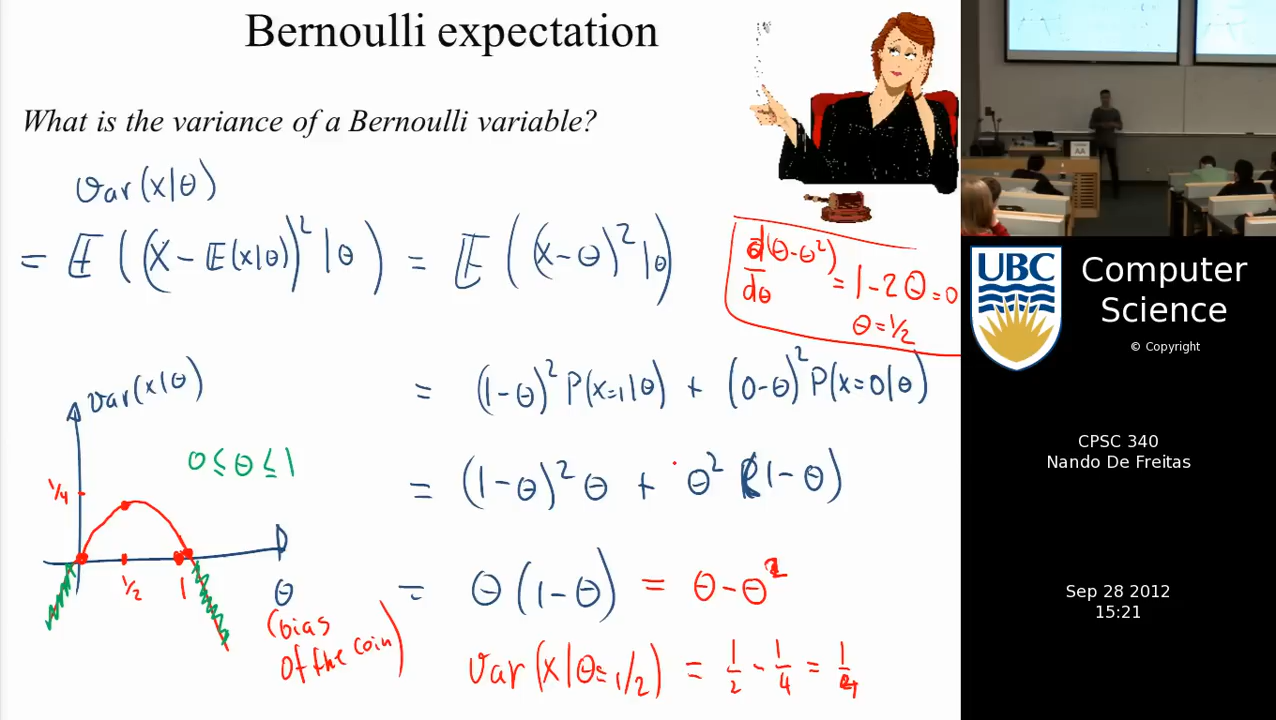 Bernoulli expectation
What is the variance of a Bernoulli variable?
var(x|θ)
= 𝔼((X - 𝔼(x|θ))² | θ) = 𝔼((x-θ)² | θ)
d(θ-θ²)
dθ
= 1-2θ=0
θ=1/2
var(x|θ)
= (1-θ)² P(x=1|θ) + (0-θ)² P(x=0|θ)
0≤θ≤1
1/4
= (1-θ)² θ + θ² (1-θ)
1/2
1
θ
(bias
of the coin)
= θ(1-θ) = θ-θ²
var(x|θ=1/2) = 1/2 - 1/4 = 1/4
UBC
Computer
Science
© Copyright
CPSC 340
Nando De Freitas
Sep 28 2012
15:21